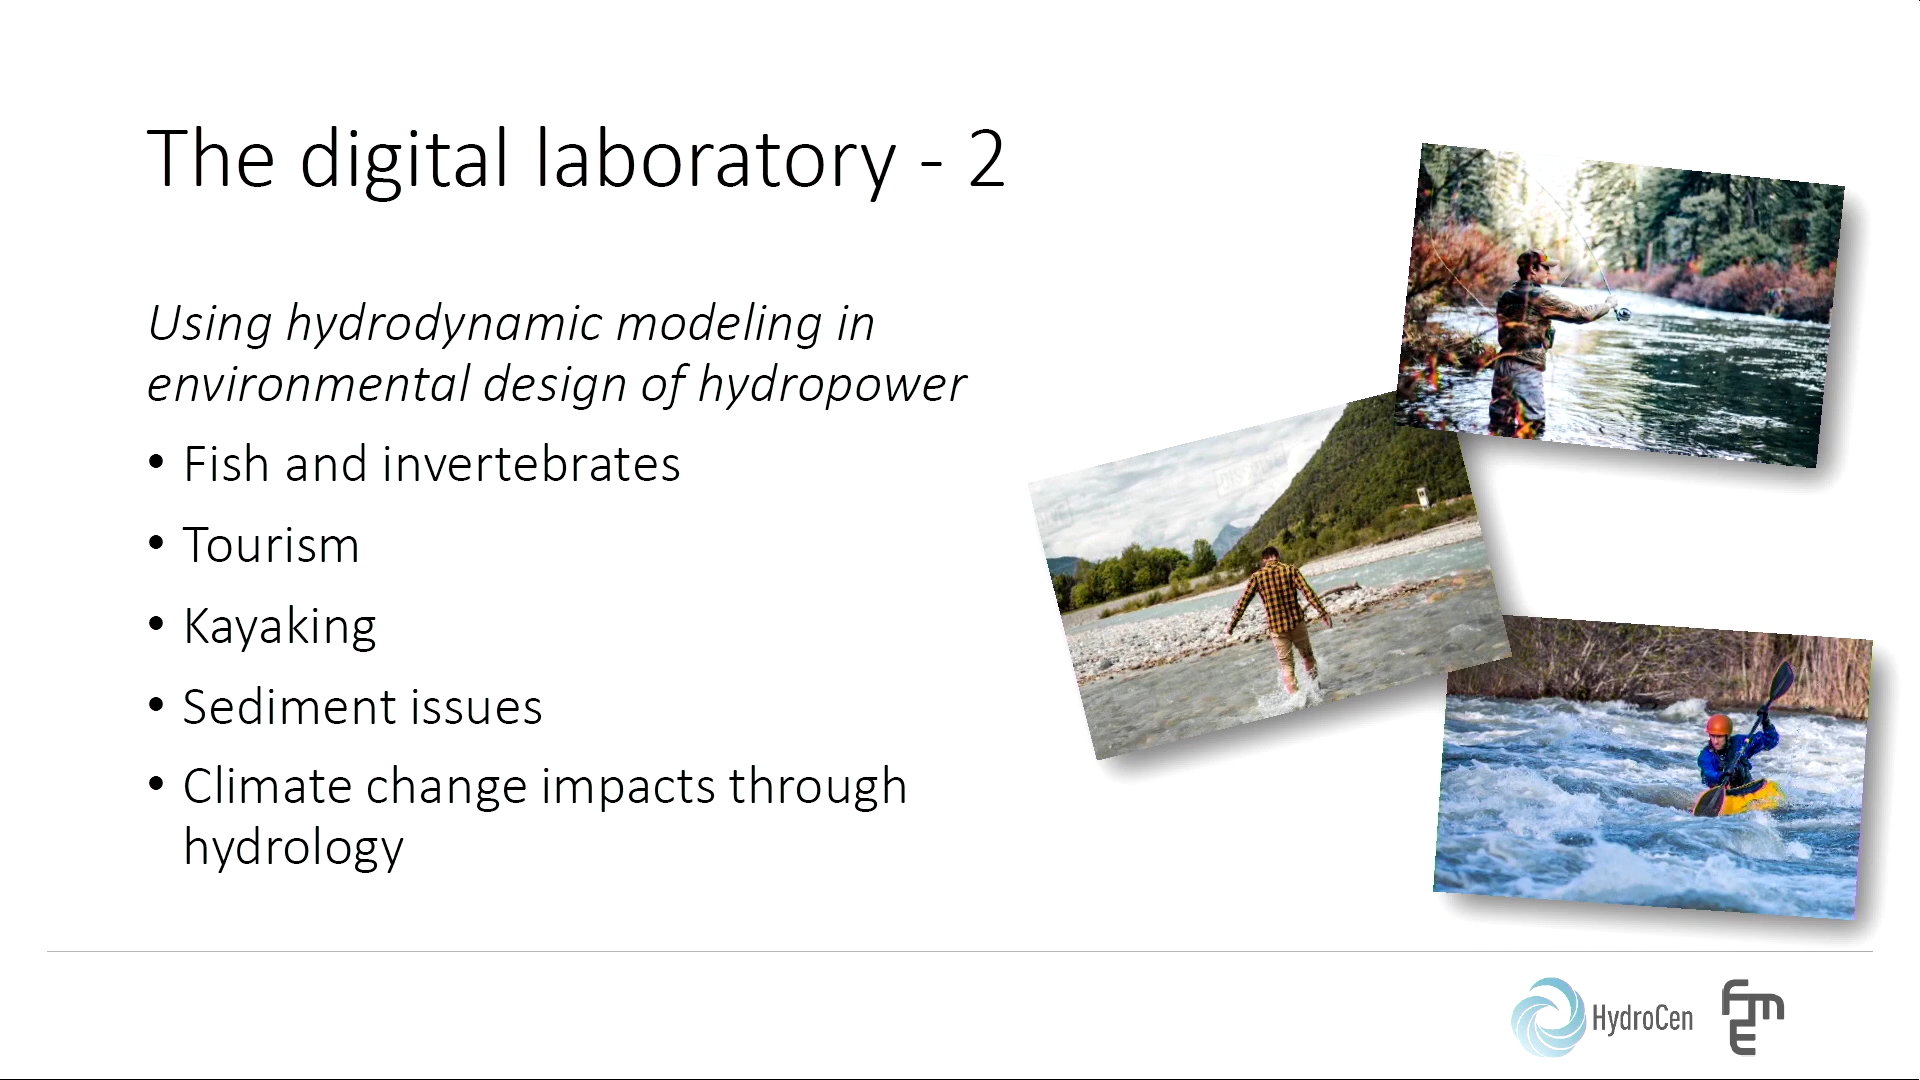 The digital laboratory - 2
Using hydrodynamic modeling in
environmental design of hydropower
• Fish and invertebrates
• Tourism
• Kayaking
• Sediment issues
• Climate change impacts through
hydrology
HydroCen
FME